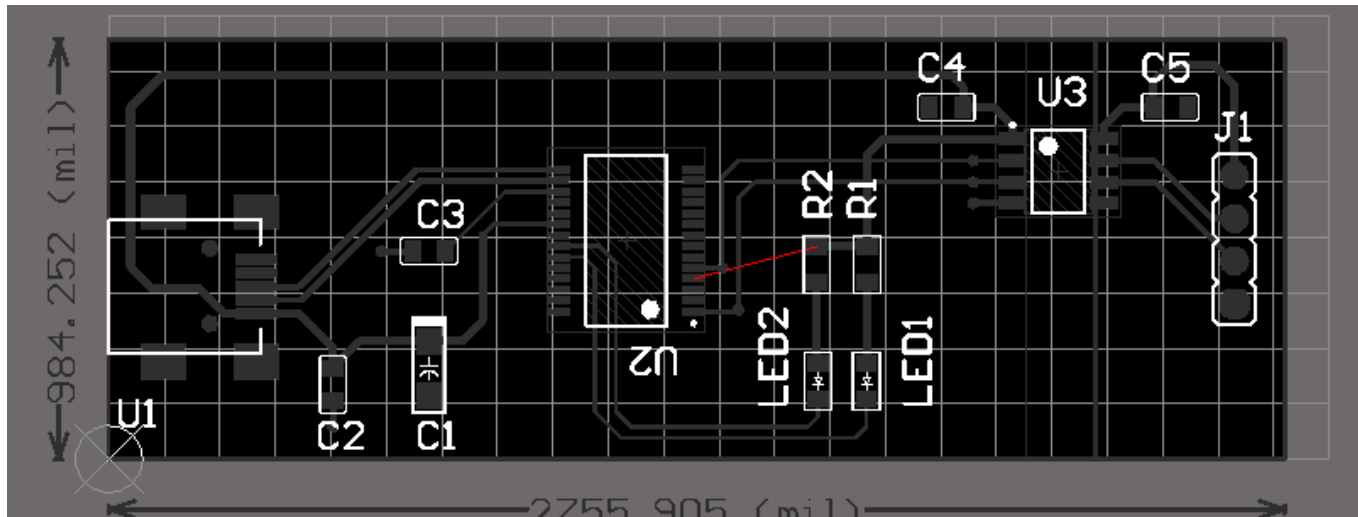 C4
C5
U3
J1
984.252 (mil)
R2
R1
C3
U2
LED2
LED1
U1
C2
C1
2755.905 (mil)